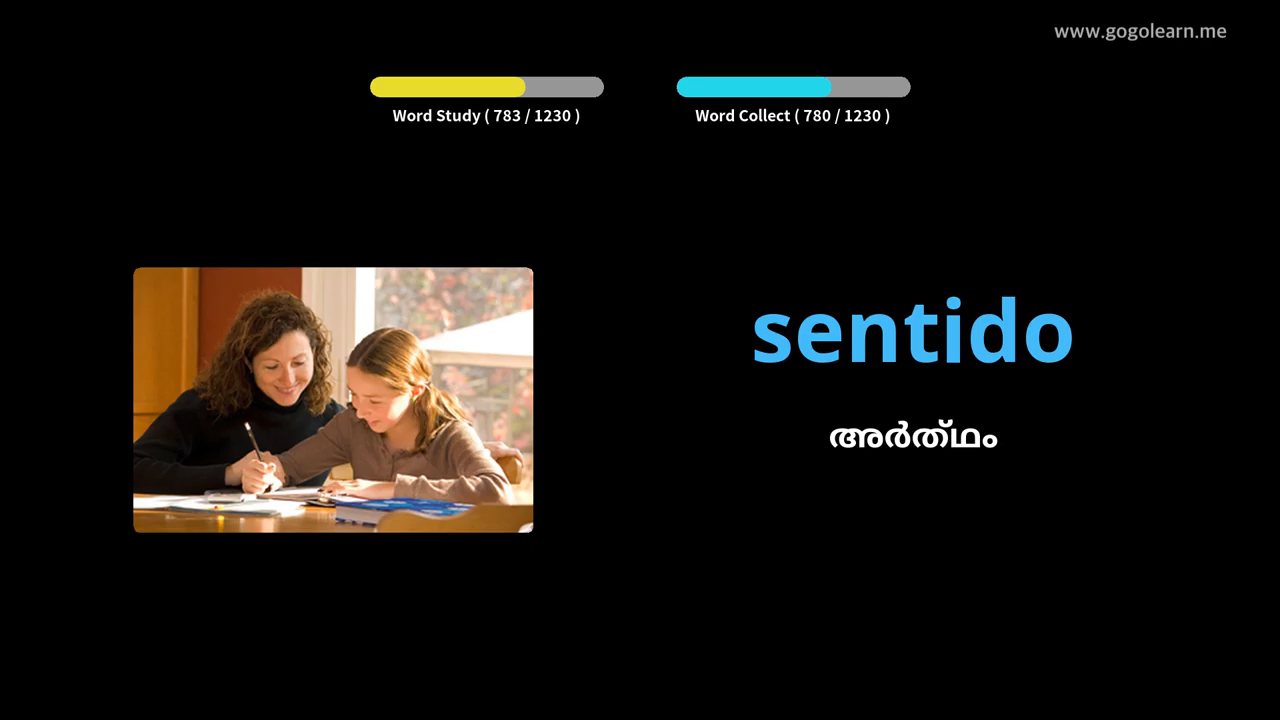 www.gogolearn.me
Word Study ( 783 / 1230 )
Word Collect ( 780 / 1230 )
sentido
അർത്ഥം